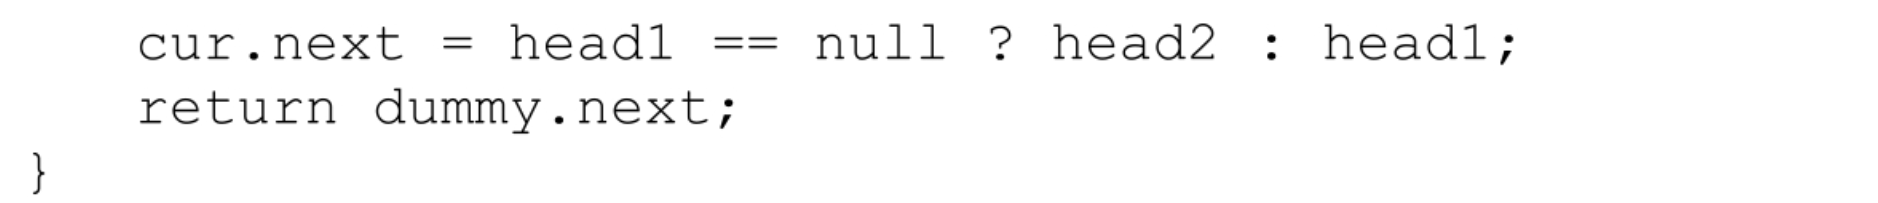 cur.next = head1 == null ? head2 : head1;
return dummy.next;
}